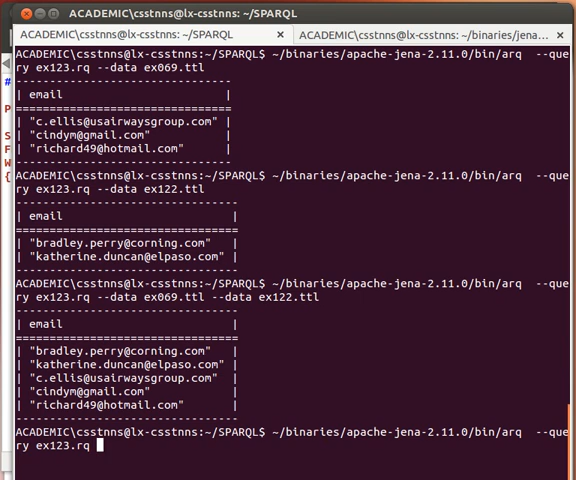 ACADEMIC\csstnns@lx-csstnns: ~/SPARQL
ACADEMIC\csstnns@lx-csstnns: ~/SPARQL × ACADEMIC\csstnns@lx-csstnns: ~/binaries/jena... ×
ACADEMIC\csstnns@lx-csstnns:~/SPARQL$ ~/binaries/apache-jena-2.11.0/bin/arq  --que
ry ex123.rq --data ex069.ttl
--------------------------------
| email                        |
================================
| "c.ellis@usairwaysgroup.com" |
| "cindym@gmail.com"           |
| "richard49@hotmail.com"      |
--------------------------------
ACADEMIC\csstnns@lx-csstnns:~/SPARQL$ ~/binaries/apache-jena-2.11.0/bin/arq  --que
ry ex123.rq --data ex122.ttl
---------------------------------
| email                         |
=================================
| "bradley.perry@corning.com"   |
| "katherine.duncan@elpaso.com" |
---------------------------------
ACADEMIC\csstnns@lx-csstnns:~/SPARQL$ ~/binaries/apache-jena-2.11.0/bin/arq  --que
ry ex123.rq --data ex069.ttl --data ex122.ttl
---------------------------------
| email                         |
=================================
| "bradley.perry@corning.com"   |
| "katherine.duncan@elpaso.com" |
| "c.ellis@usairwaysgroup.com"  |
| "cindym@gmail.com"            |
| "richard49@hotmail.com"       |
---------------------------------
ACADEMIC\csstnns@lx-csstnns:~/SPARQL$ ~/binaries/apache-jena-2.11.0/bin/arq  --que
ry ex123.rq
#
P
S
F
W
{